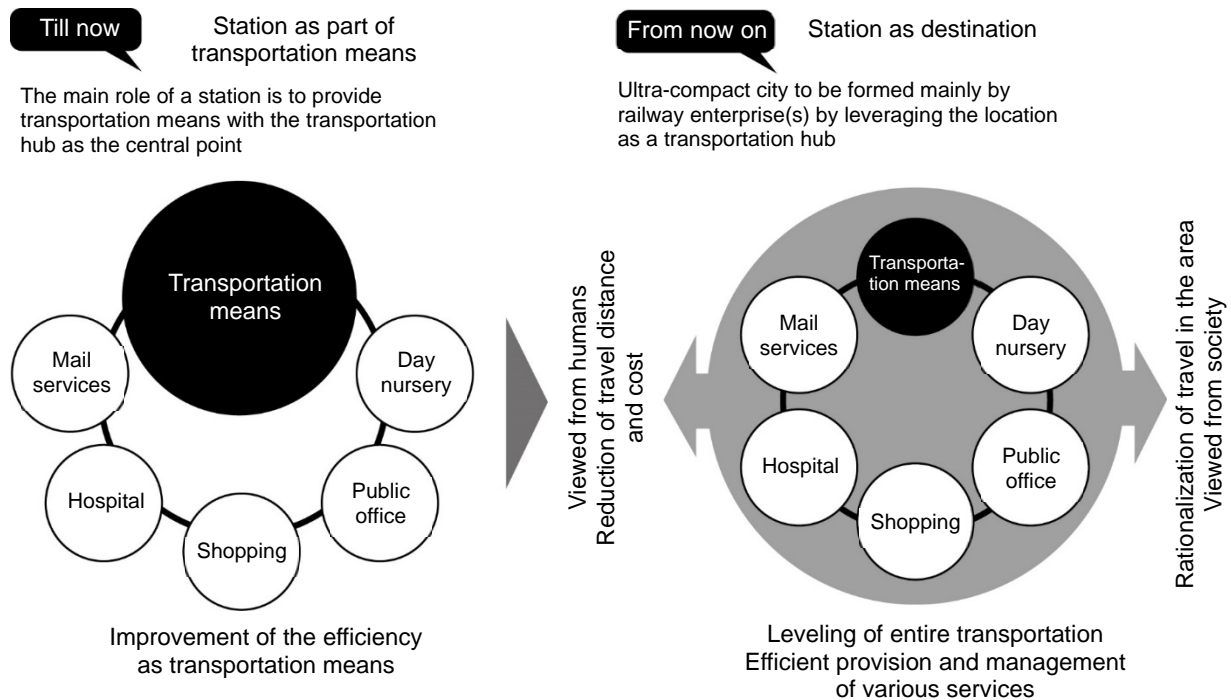 Till now
Station as part of
transportation means
The main role of a station is to provide
transportation means with the transportation
hub as the central point
Transportation
means
Mail
services
Day
nursery
Hospital
Public
office
Shopping
Improvement of the efficiency
as transportation means
Viewed from humans
Reduction of travel distance
and cost
From now on
Station as destination
Ultra-compact city to be formed mainly by
railway enterprise(s) by leveraging the location
as a transportation hub
Transporta-
tion means
Mail
services
Day
nursery
Hospital
Public
office
Shopping
Rationalization of travel in the area
Viewed from society
Leveling of entire transportation
Efficient provision and management
of various services